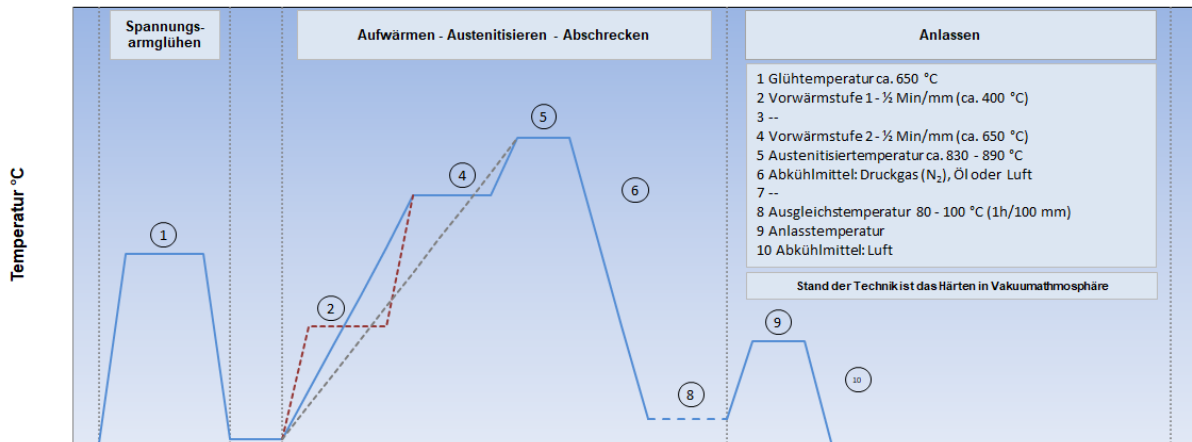 Spannungs-
armglühen
Aufwärmen - Austenitisieren - Abschrecken
Anlassen
1 Glühtemperatur ca. 650 °C
2 Vorwärmstufe 1 - ½ Min/mm (ca. 400 °C)
3 --
4 Vorwärmstufe 2 - ½ Min/mm (ca. 650 °C)
5 Austenitisiertemperatur ca. 830 - 890 °C
6 Abkühlmittel: Druckgas (N₂), Öl oder Luft
7 --
8 Ausgleichstemperatur 80 - 100 °C (1h/100 mm)
9 Anlasstemperatur
10 Abkühlmittel: Luft
Stand der Technik ist das Härten in Vakuumathmosphäre
Temperatur °C
1
2
4
5
6
8
9
10